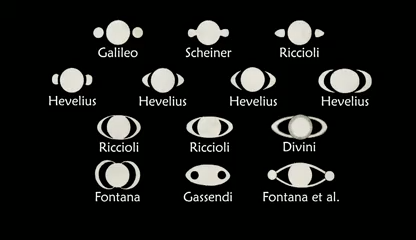 Galileo Scheiner Riccioli
Hevelius Hevelius Hevelius Hevelius
Riccioli Riccioli Divini
Fontana Gassendi Fontana et al.